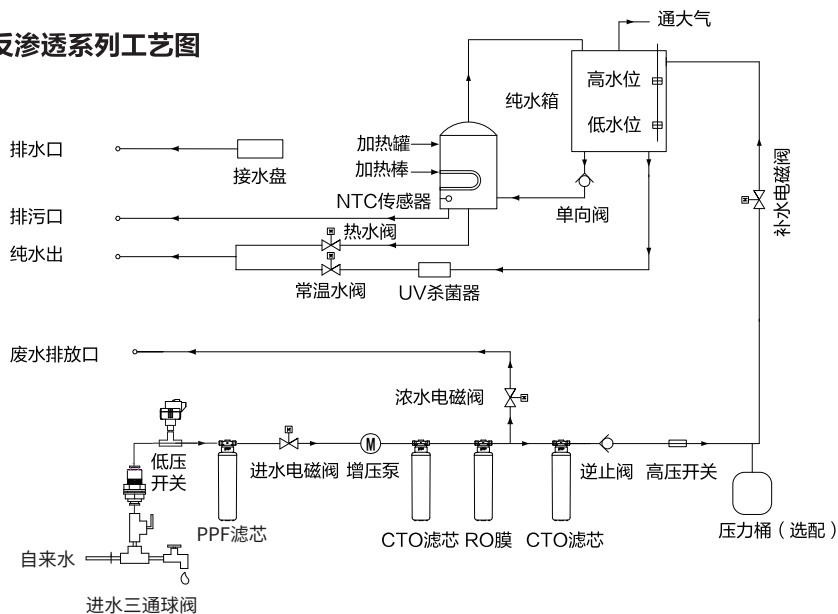 反渗透系列工艺图
通大气
高水位
纯水箱
低水位
加热罐
加热棒
NTC传感器
单向阀
补水电磁阀
排水口
接水盘
排污口
热水阀
纯水出
常温水阀
UV杀菌器
废水排放口
浓水电磁阀
低压
开关
进水电磁阀
M
增压泵
逆止阀
高压开关
PPF滤芯
CTO滤芯
RO膜
CTO滤芯
压力桶（选配）
自来水
进水三通球阀